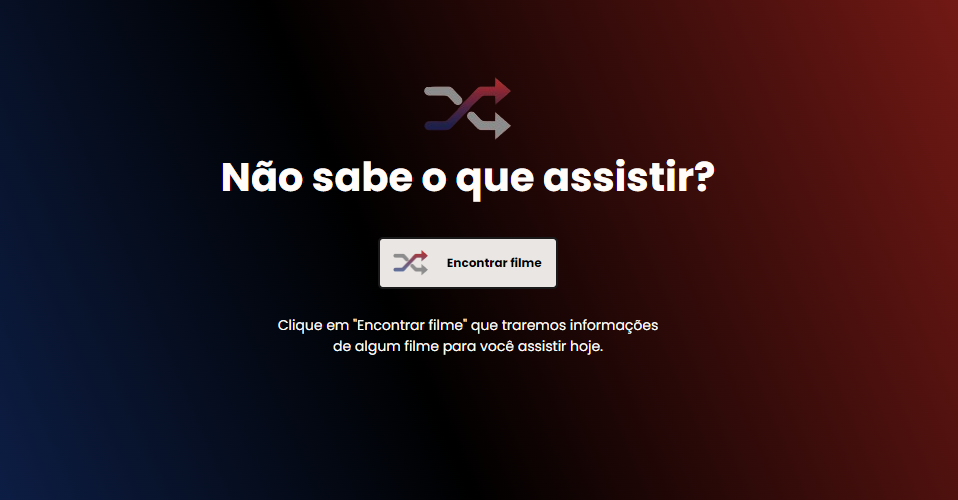 Não sabe o que assistir?
Encontrar filme
Clique em "Encontrar filme" que traremos informações
de algum filme para você assistir hoje.